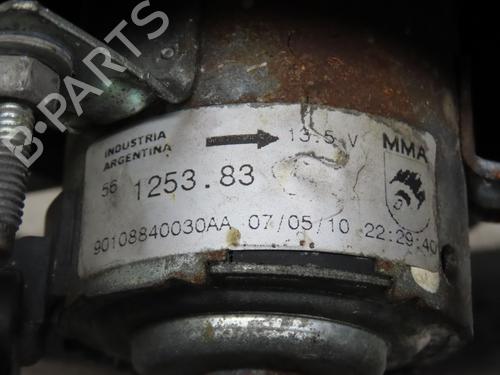 B-PARTS
INDUSTRIA
ARGENTINA
13.5 V
MMA
56 1253.83
90108840030AA 07/05/10 22:29:40